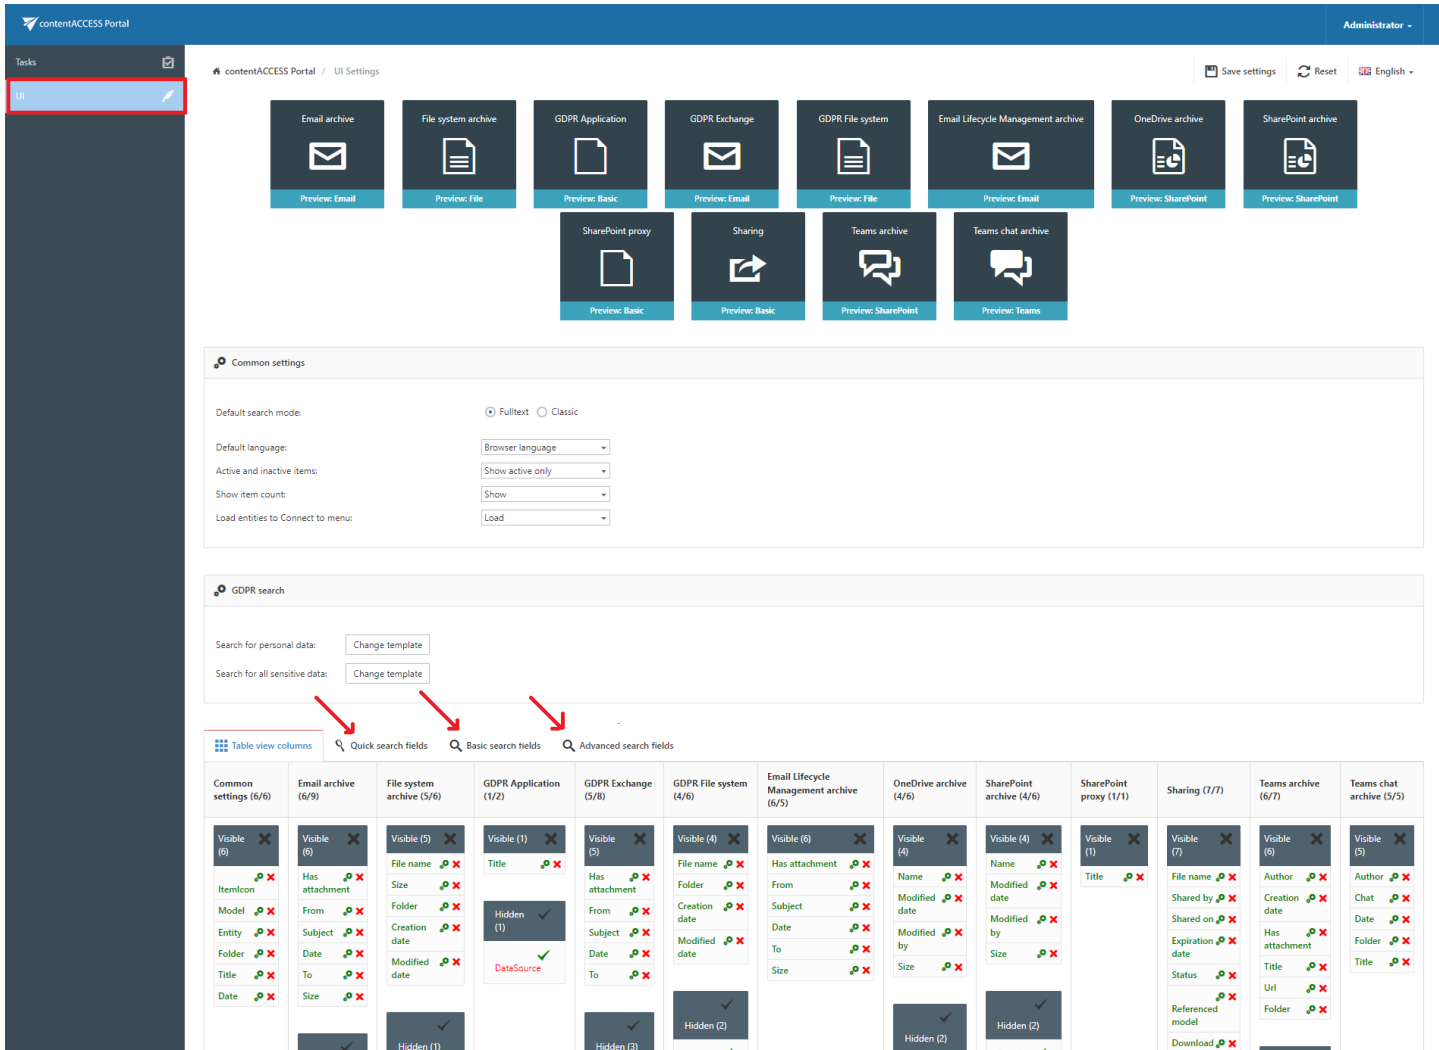 contentACCESS Portal
Administrator
Tasks
UI
contentACCESS Portal / UI Settings
Save settings
Reset
English
Email archive
Preview: Email
File system archive
Preview: File
GDPR Application
Preview: Basic
GDPR Exchange
Preview: Email
GDPR File system
Preview: File
Email Lifecycle Management archive
Preview: Email
OneDrive archive
Preview: SharePoint
SharePoint archive
Preview: SharePoint
SharePoint proxy
Preview: Basic
Sharing
Preview: Basic
Teams archive
Preview: SharePoint
Teams chat archive
Preview: Teams
Common settings
Default search mode:
Fulltext
Classic
Default language:
Browser language
Active and inactive items:
Show active only
Show item count:
Show
Load entities to Connect to menu:
Load
GDPR search
Search for personal data:
Change template
Search for all sensitive data:
Change template
Table view columns
Quick search fields
Basic search fields
Advanced search fields
Common
settings (6/6)
Visible
(6)
ItemIcon
Model
Entity
Folder
Title
Date
Email archive
(6/9)
Visible
(6)
Has
attachment
From
Subject
Date
To
Size
File system
archive (5/6)
Visible (5)
File name
Size
Folder
Creation
date
Modified
date
Hidden (1)
GDPR Application
(1/2)
Visible (1)
Title
Hidden
(1)
DataSource
GDPR Exchange
(5/8)
Visible
(5)
Has
attachment
From
Subject
Date
To
Hidden (3)
GDPR File system
(4/6)
Visible (4)
File name
Folder
Creation
date
Modified
date
Hidden (2)
Email Lifecycle
Management archive
(6/5)
Visible (6)
Has attachment
From
Subject
Date
To
Size
OneDrive archive
(4/6)
Visible
(4)
Name
Modified
date
Modified
by
Size
Hidden (2)
SharePoint
archive (4/6)
Visible (4)
Name
Modified
date
Modified
by
Size
Hidden (2)
SharePoint
proxy (1/1)
Visible
(1)
Title
Sharing (7/7)
Visible
(7)
File name
Shared by
Shared on
Expiration
date
Status
Referenced
model
Download
Teams archive
(6/7)
Visible
(6)
Author
Creation
date
Has
attachment
Title
Url
Folder
Teams chat
archive (5/5)
Visible
(5)
Author
Chat
Date
Folder
Title